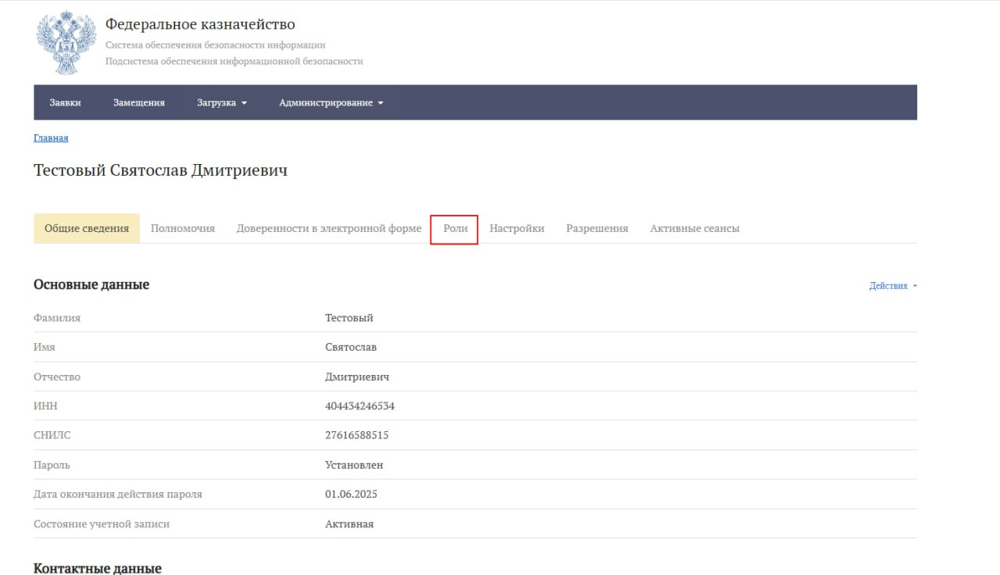 Федеральное казначейство
Система обеспечения безопасности информации
Подсистема обеспечения информационной безопасности
Заявки Замещения Загрузка Администрирование
Главная
Тестовый Святослав Дмитриевич
Общие сведения Полномочия Доверенности в электронной форме Роли Настройки Разрешения Активные сеансы
Основные данные Действия
Фамилия Тестовый
Имя Святослав
Отчество Дмитриевич
ИНН 404434246534
СНИЛС 27616588515
Пароль Установлен
Дата окончания действия пароля 01.06.2025
Состояние учетной записи Активная
Контактные данные